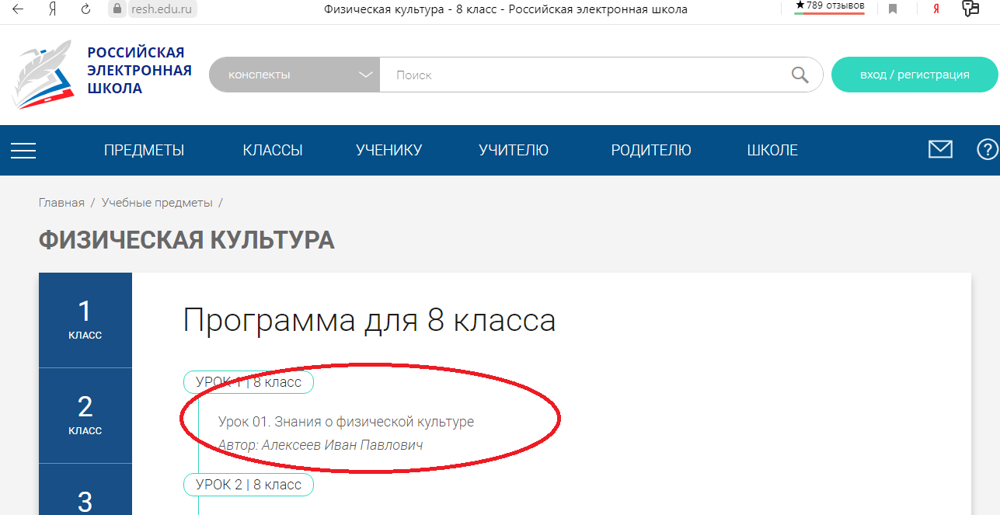 Я
resh.edu.ru
Физическая культура - 8 класс - Российская электронная школа
★789 отзывов
Я
РОССИЙСКАЯ
ЭЛЕКТРОННАЯ
ШКОЛА
конспекты
Поиск
вход / регистрация
ПРЕДМЕТЫ
КЛАССЫ
УЧЕНИКУ
УЧИТЕЛЮ
РОДИТЕЛЮ
ШКОЛЕ
?
Главная / Учебные предметы /
ФИЗИЧЕСКАЯ КУЛЬТУРА
1
КЛАСС
2
КЛАСС
3
Программа для 8 класса
УРОК 1 | 8 класс
Урок 01. Знания о физической культуре
Автор: Алексеев Иван Павлович
УРОК 2 | 8 класс